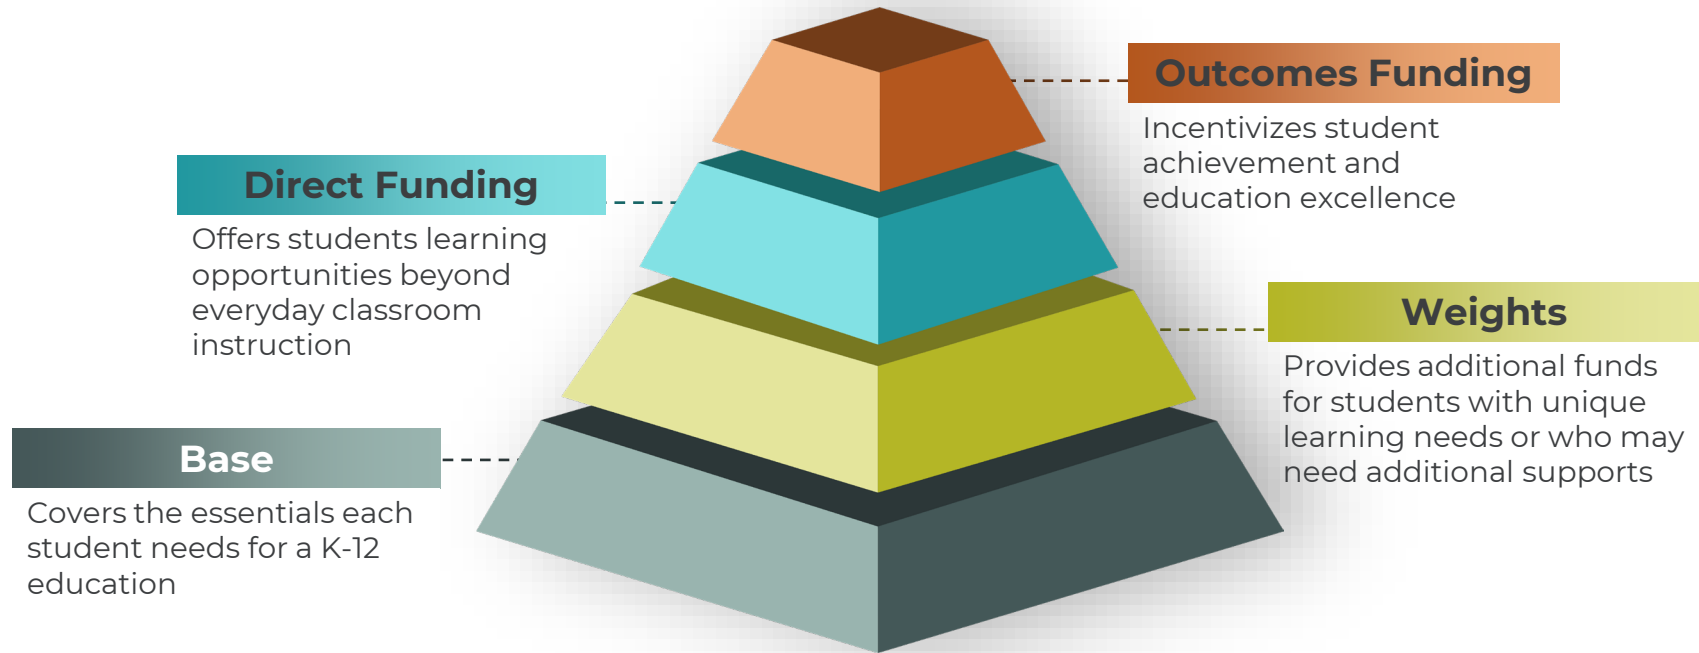 Outcomes Funding
Incentivizes student
achievement and
education excellence
Direct Funding
Offers students learning
opportunities beyond
everyday classroom
instruction
Weights
Provides additional funds
for students with unique
learning needs or who may
need additional supports
Base
Covers the essentials each
student needs for a K-12
education